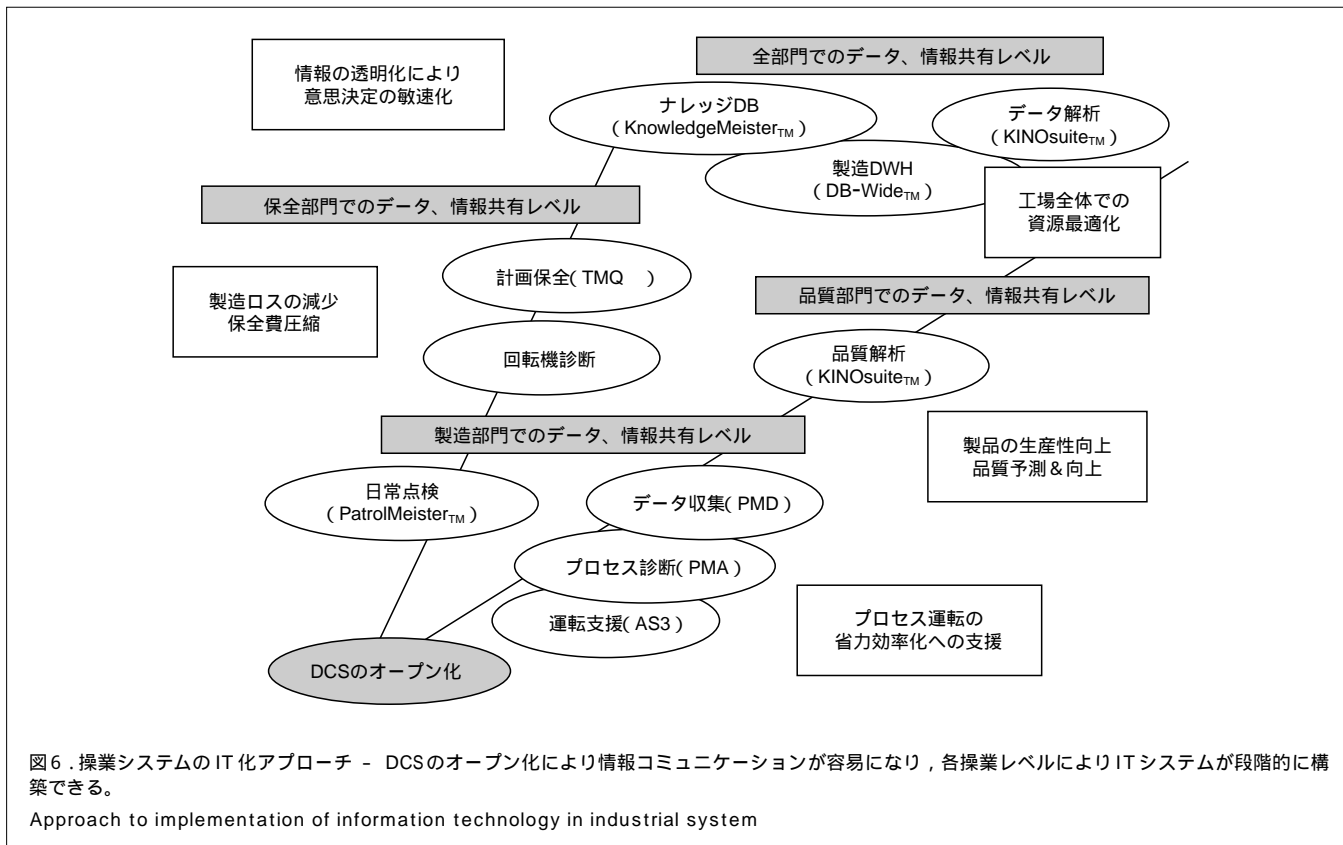 全部門でのデータ、情報共有レベル
情報の透明化により
意思決定の敏速化
ナレッジDB
（KnowledgeMeisterTM）
データ解析
（KINOsuiteTM）
製造DWH
（DB-WideTM）
工場全体での
資源最適化
保全部門でのデータ、情報共有レベル
計画保全（TMQ　）
品質部門でのデータ、情報共有レベル
製造ロスの減少
保全費圧縮
回転機診断
品質解析
（KINOsuiteTM）
製造部門でのデータ、情報共有レベル
製品の生産性向上
品質予測＆向上
日常点検
（PatrolMeisterTM）
データ収集（PMD）
プロセス診断（PMA）
運転支援（AS3）
プロセス運転の
省力効率化への支援
DCSのオープン化
図６．操業システムのIT化アプローチ － DCSのオープン化により情報コミュニケーションが容易になり，各操業レベルによりITシステムが段階的に構
築できる。
Approach to implementation of information technology in industrial system